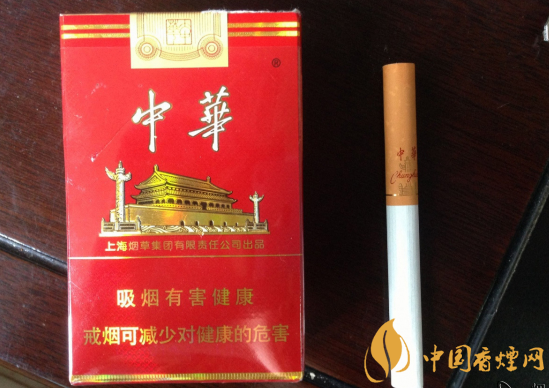 中華
®
上海烟草集团有限责任公司出品
吸烟有害健康
戒烟可减少对健康的危害
中華
Chunghwa
中国香烟网